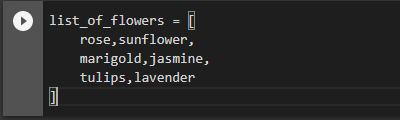 list_of_flowers = [
    rose,sunflower,
    marigold,jasmine,
    tulips,lavender
]